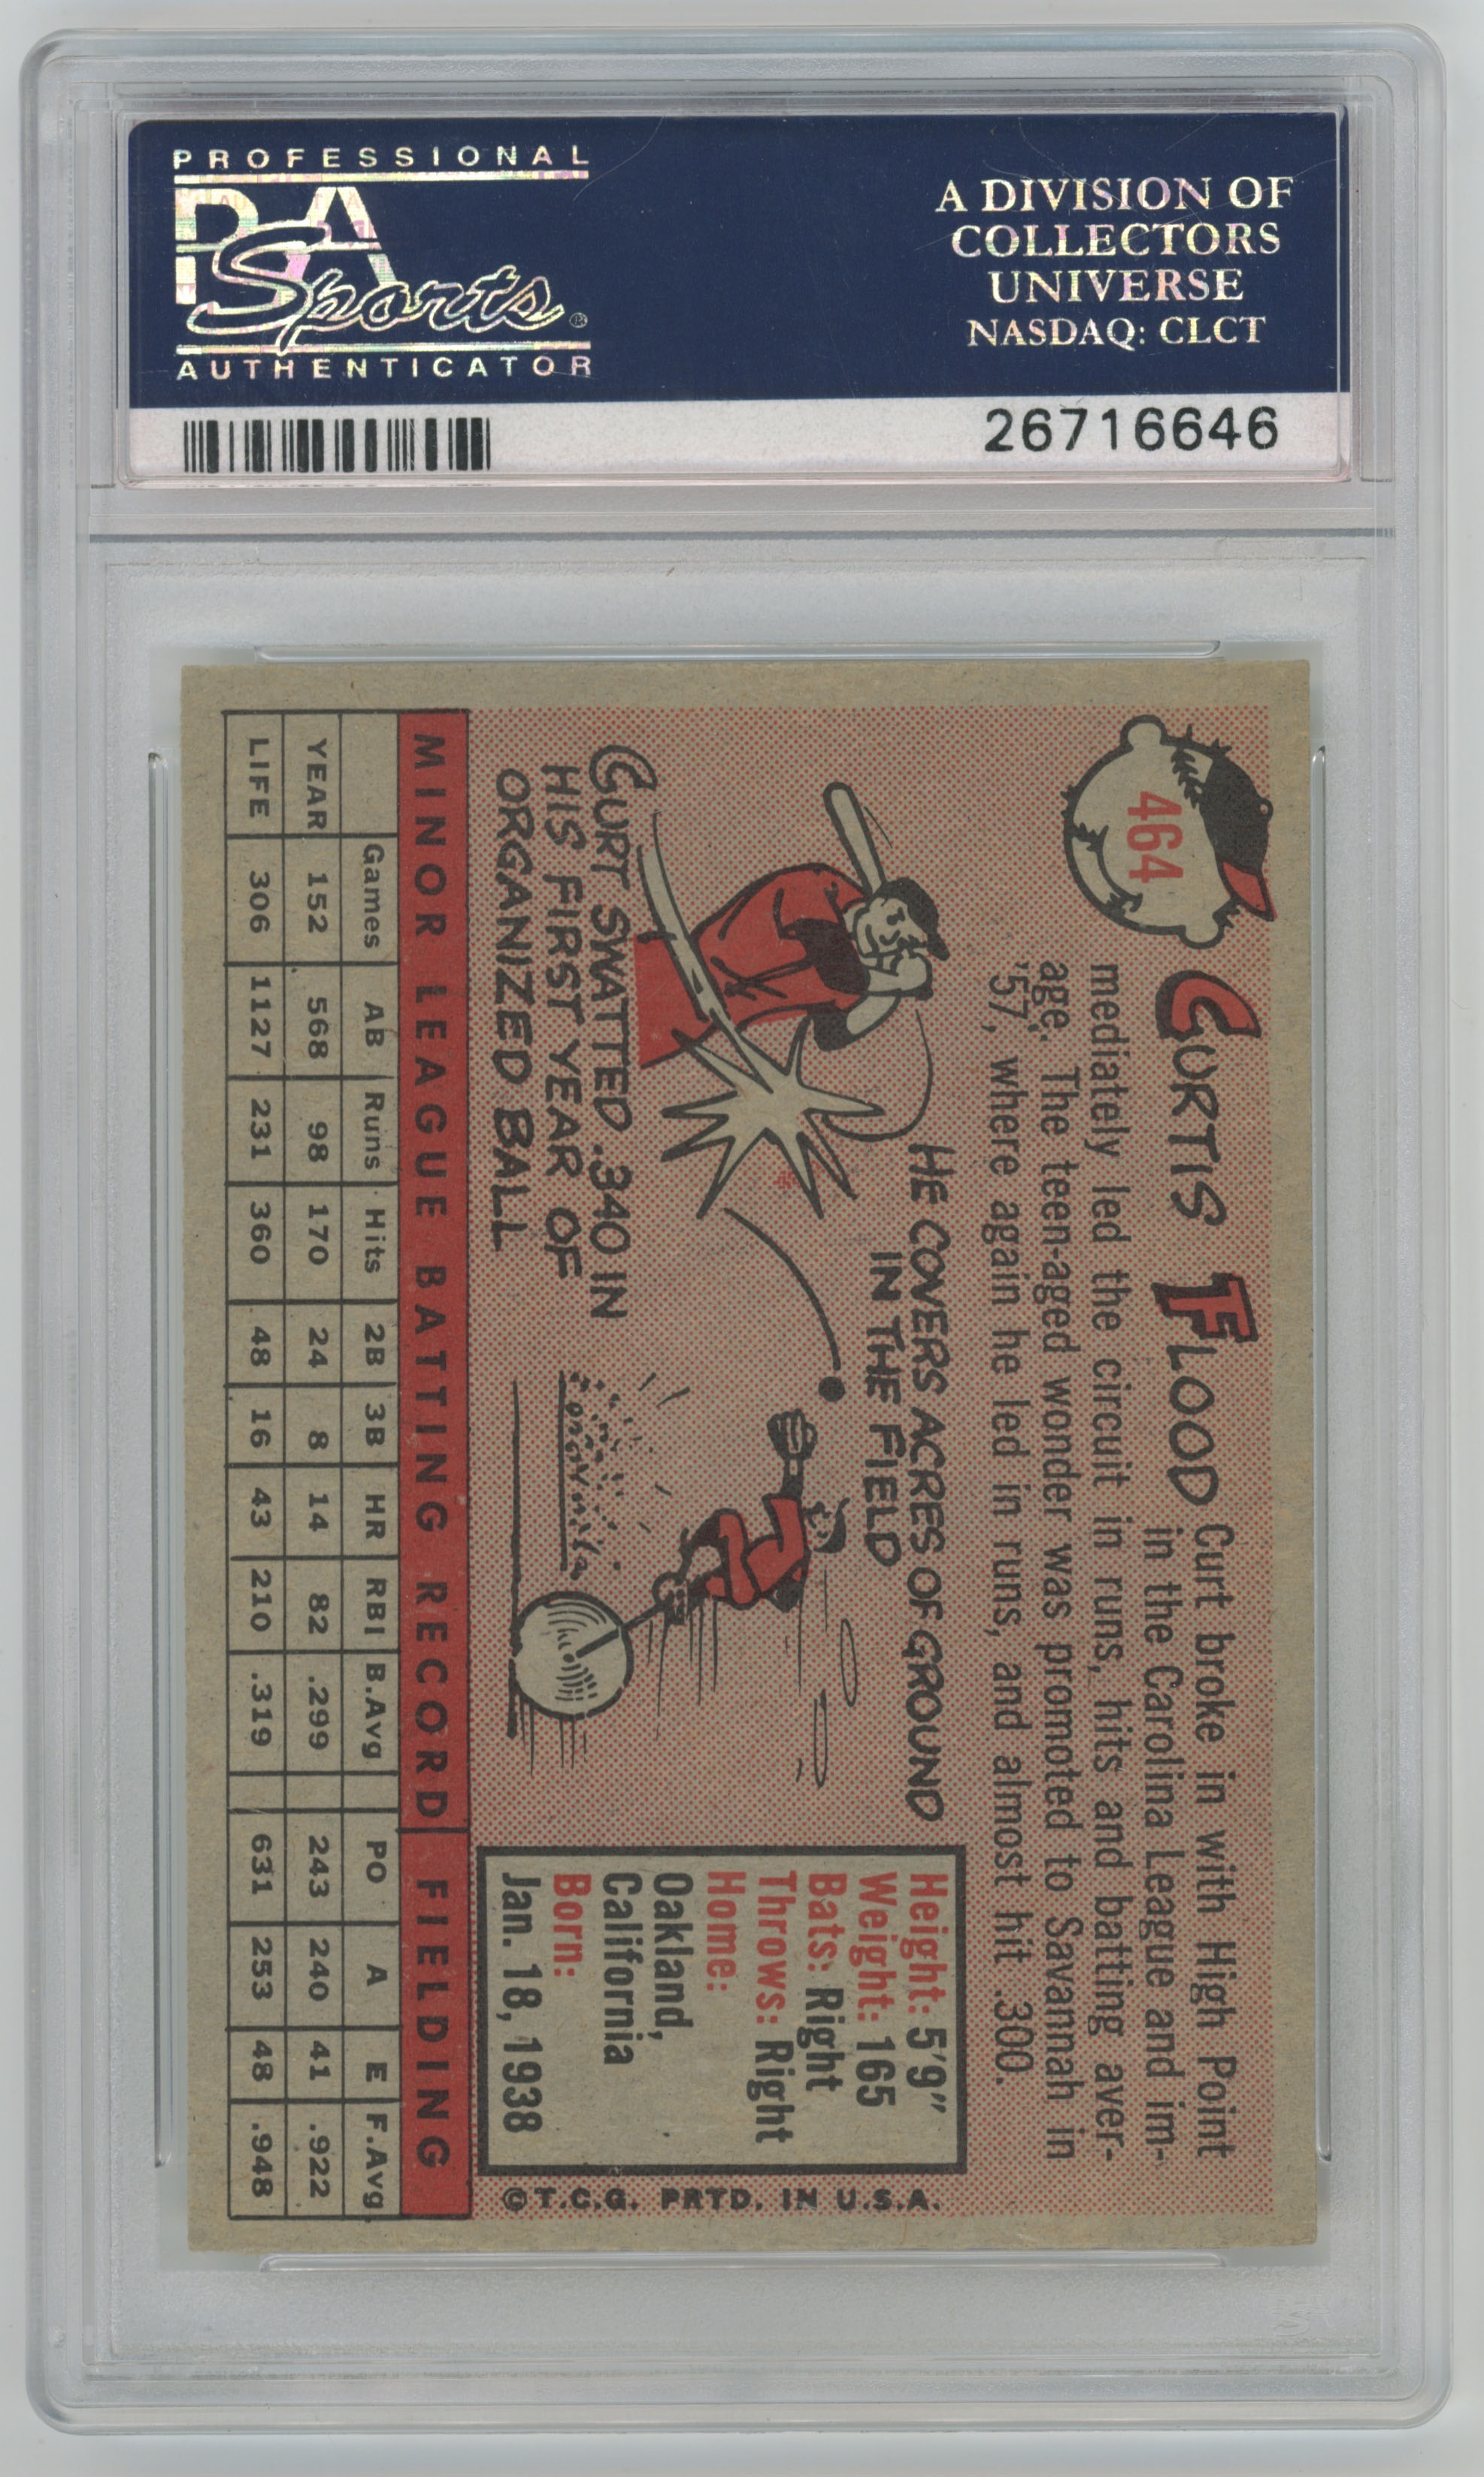 PROFESSIONAL
PSA
Sports®
AUTHENTICATOR
A DIVISION OF
COLLECTORS
UNIVERSE
NASDAQ: CLCT
26716646
464
CURTIS FLOOD
Curt broke in with High Point
in the Carolina League and im-
mediately led the circuit in runs, hits and batting aver-
age. The teen-aged wonder was promoted to Savannah in
'57, where again he led in runs, and almost hit .300.
HE COVERS ACRES OF GROUND
IN THE FIELD
CURT SWATTED .340 IN
HIS FIRST YEAR OF
ORGANIZED BALL
Height: 5'9"
Weight: 165
Bats: Right
Throws: Right
Home:
Oakland,
California
Born:
Jan. 18, 1938
©T.C.G. PRTD. IN U.S.A.
MINOR LEAGUE BATTING RECORD FIELDING
Games AB Runs Hits 2B 3B HR RBI B.Avg PO A E F.Avg
YEAR 152 568 98 170 24 8 14 82 .299 243 240 41 .922
LIFE 306 1127 231 360 48 16 43 210 .319 631 253 48 .948